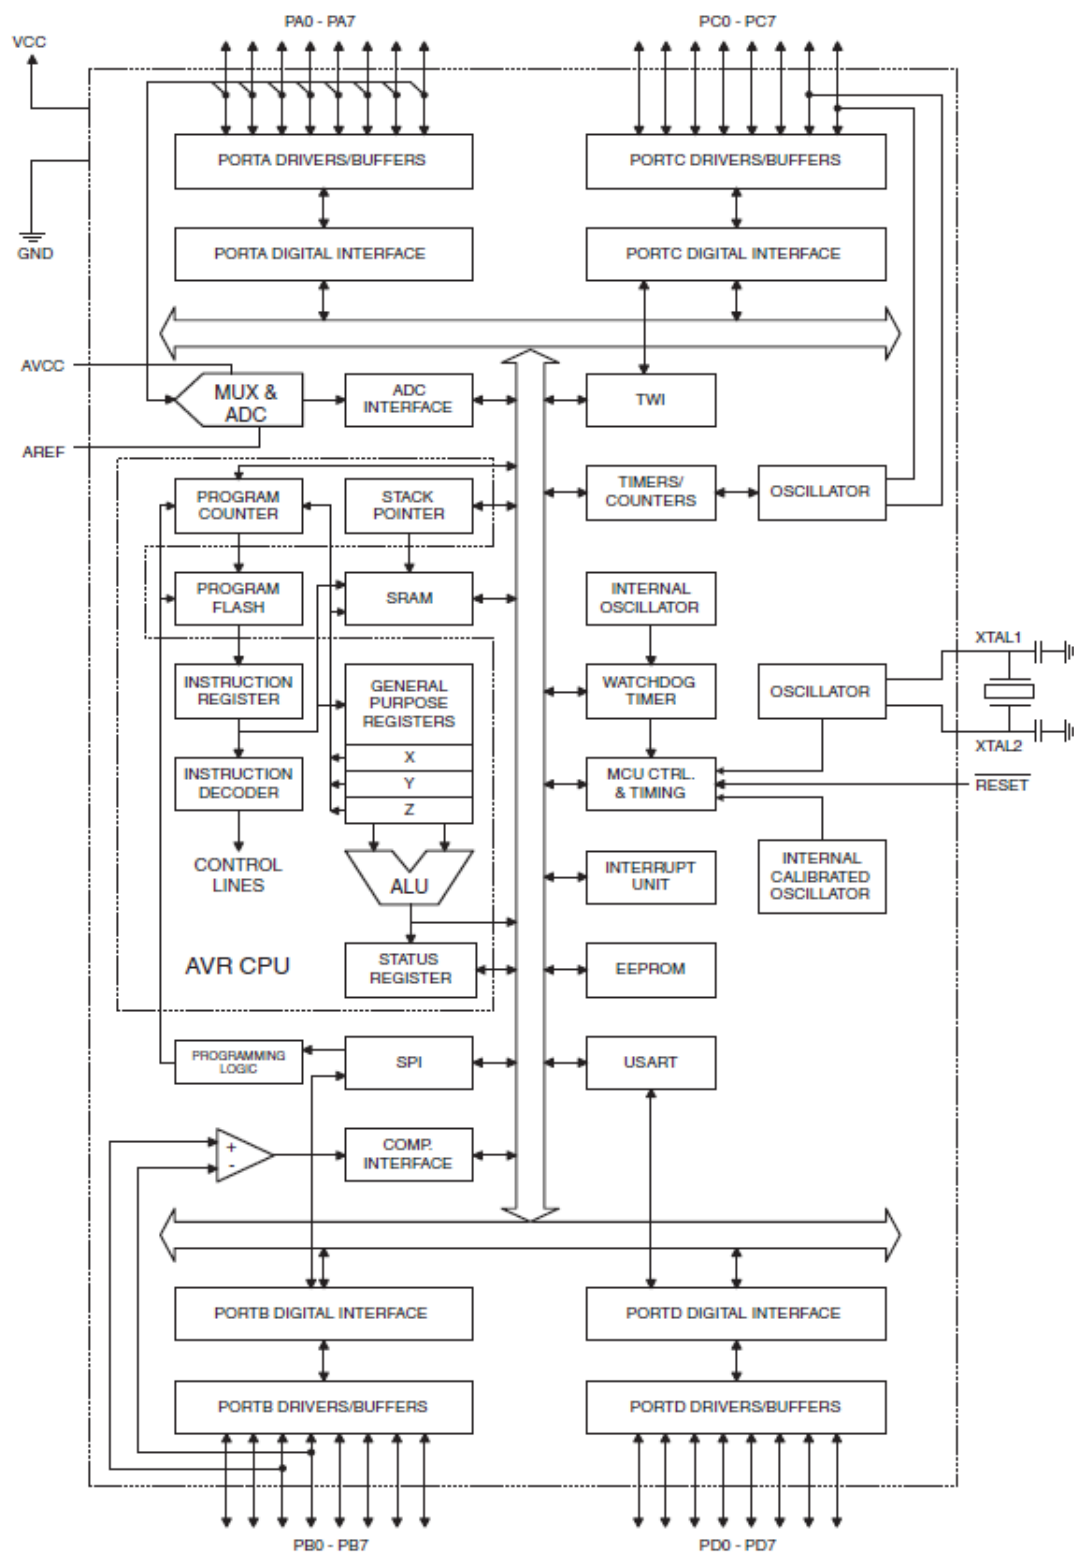 PA0 - PA7
PC0 - PC7
VCC
PORTA DRIVERS/BUFFERS
PORTC DRIVERS/BUFFERS
GND
PORTA DIGITAL INTERFACE
PORTC DIGITAL INTERFACE
AVCC
MUX &
ADC
ADC
INTERFACE
TWI
AREF
PROGRAM
COUNTER
STACK
POINTER
TIMERS/
COUNTERS
OSCILLATOR
PROGRAM
FLASH
SRAM
INTERNAL
OSCILLATOR
XTAL1
INSTRUCTION
REGISTER
GENERAL
PURPOSE
REGISTERS
WATCHDOG
TIMER
OSCILLATOR
XTAL2
X
Y
Z
INSTRUCTION
DECODER
MCU CTRL.
& TIMING
RESET
CONTROL
LINES
ALU
INTERRUPT
UNIT
INTERNAL
CALIBRATED
OSCILLATOR
AVR CPU
STATUS
REGISTER
EEPROM
PROGRAMMING
LOGIC
SPI
USART
+
-
COMP.
INTERFACE
PORTB DIGITAL INTERFACE
PORTD DIGITAL INTERFACE
PORTB DRIVERS/BUFFERS
PORTD DRIVERS/BUFFERS
PB0 - PB7
PD0 - PD7